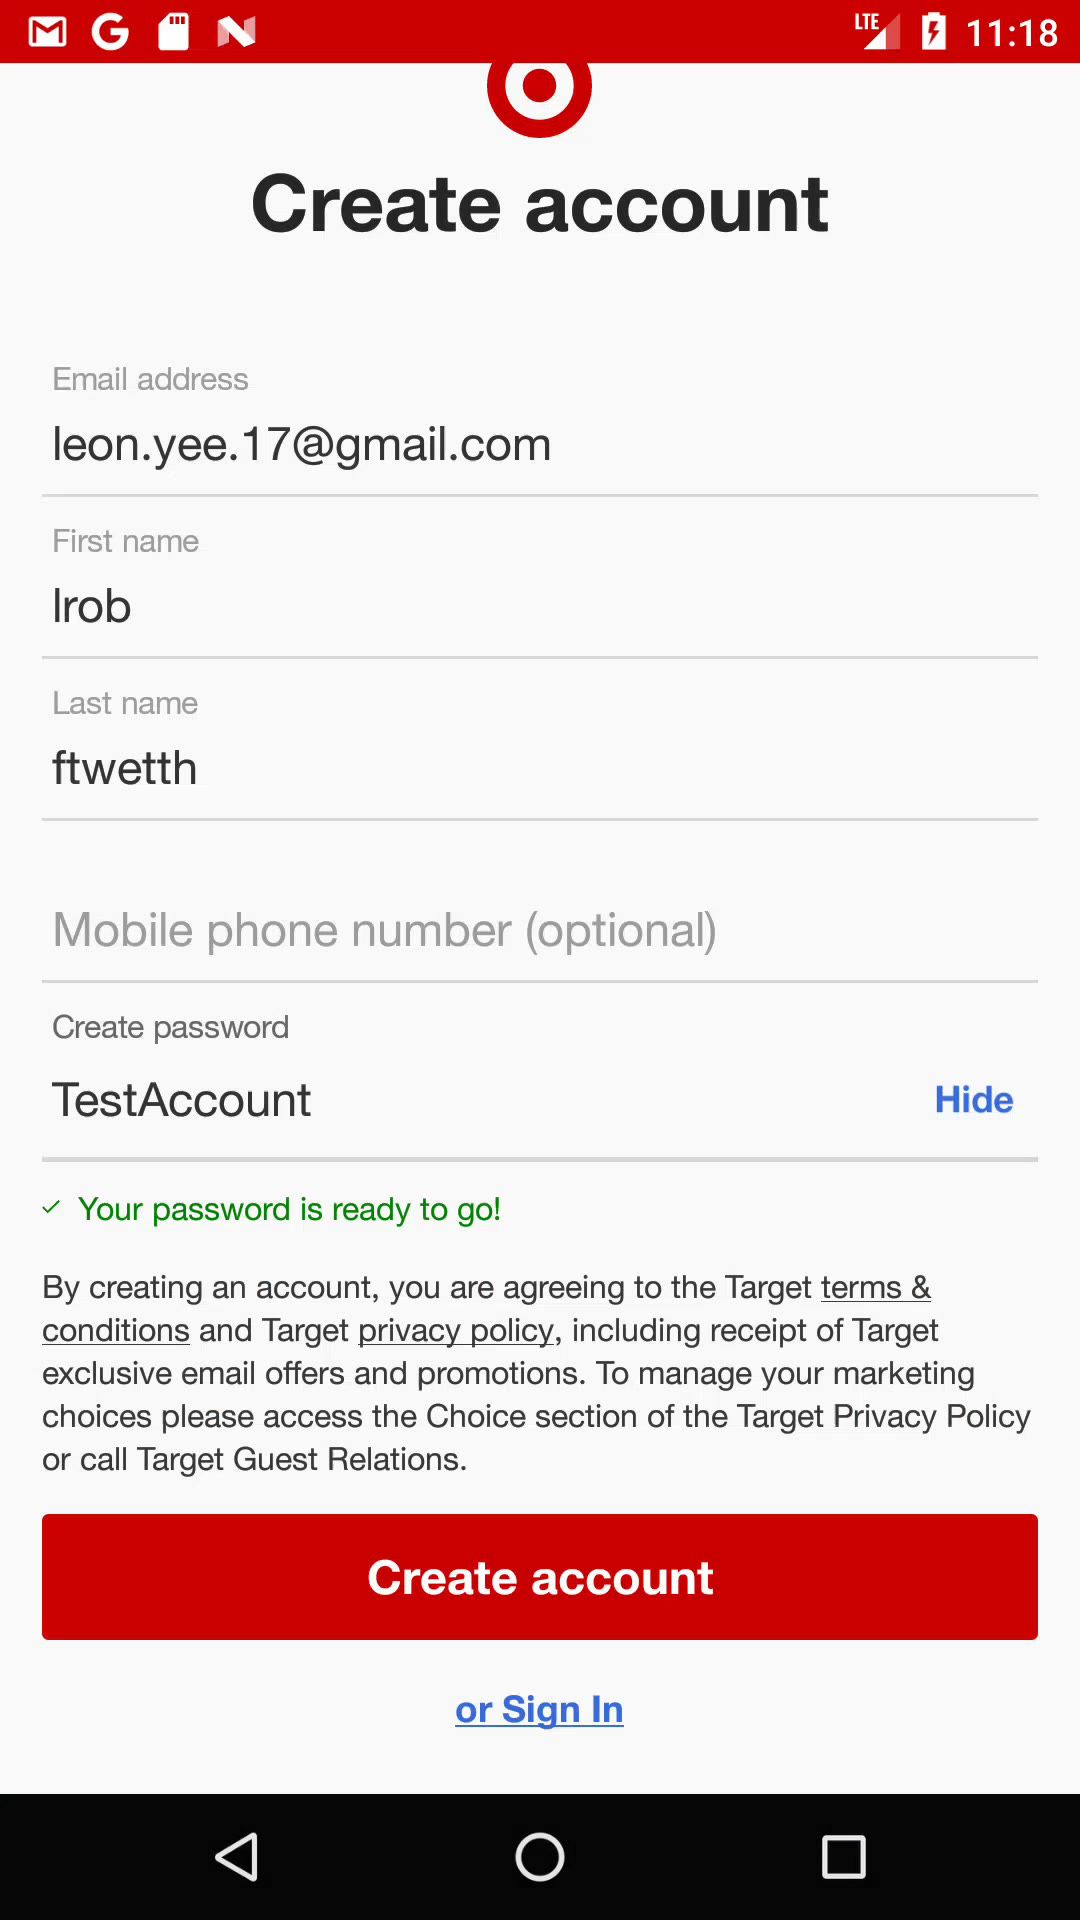 LTE 11:18
Create account
Email address
leon.yee.17@gmail.com
First name
lrob
Last name
ftwetth
Mobile phone number (optional)
Create password
TestAccount Hide
Your password is ready to go!
By creating an account, you are agreeing to the Target terms &
conditions and Target privacy policy, including receipt of Target
exclusive email offers and promotions. To manage your marketing
choices please access the Choice section of the Target Privacy Policy
or call Target Guest Relations.
Create account
or Sign In